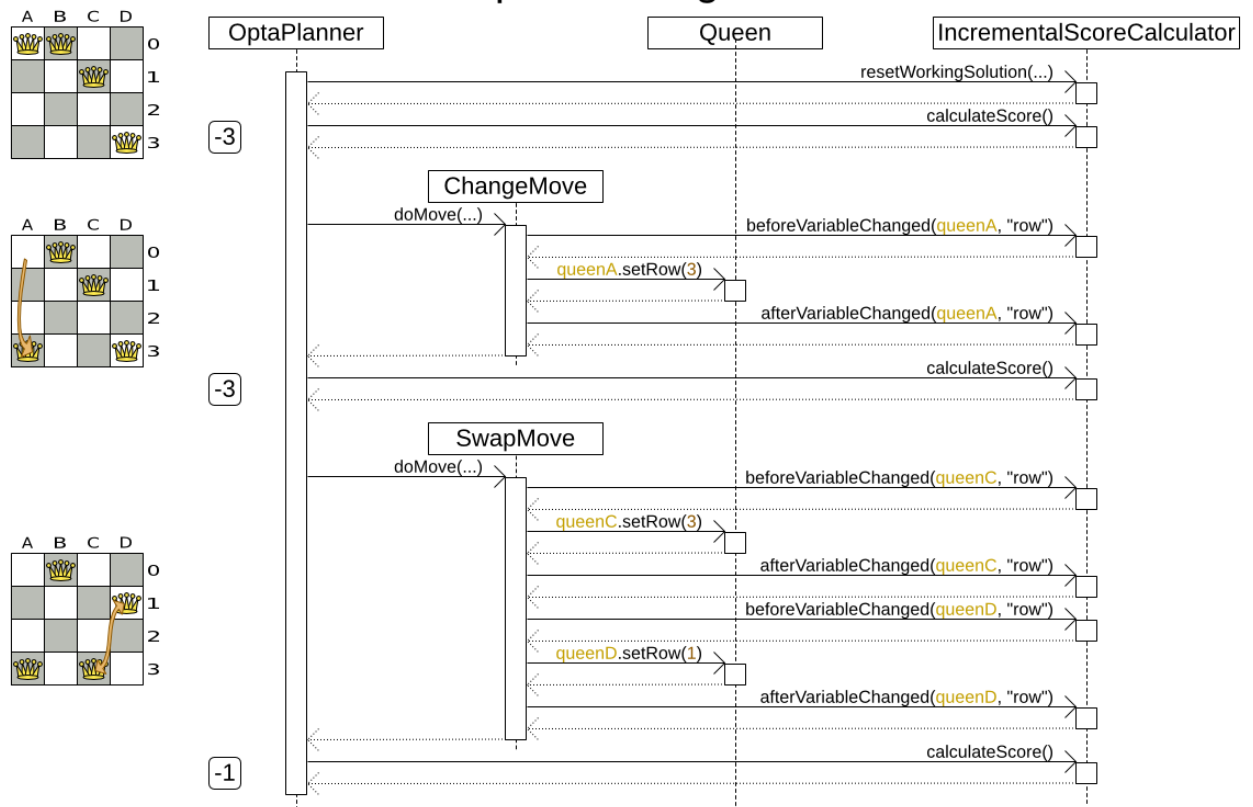 A B C D
0
1
2
3
OptaPlanner
Queen
IncrementalScoreCalculator
resetWorkingSolution(...)
calculateScore()
-3
ChangeMove
doMove(...)
A B C D
0
1
2
3
beforeVariableChanged(queenA, "row")
queenA.setRow(3)
afterVariableChanged(queenA, "row")
calculateScore()
-3
SwapMove
doMove(...)
beforeVariableChanged(queenC, "row")
queenC.setRow(3)
A B C D
0
1
2
3
afterVariableChanged(queenC, "row")
beforeVariableChanged(queenD, "row")
queenD.setRow(1)
afterVariableChanged(queenD, "row")
calculateScore()
-1